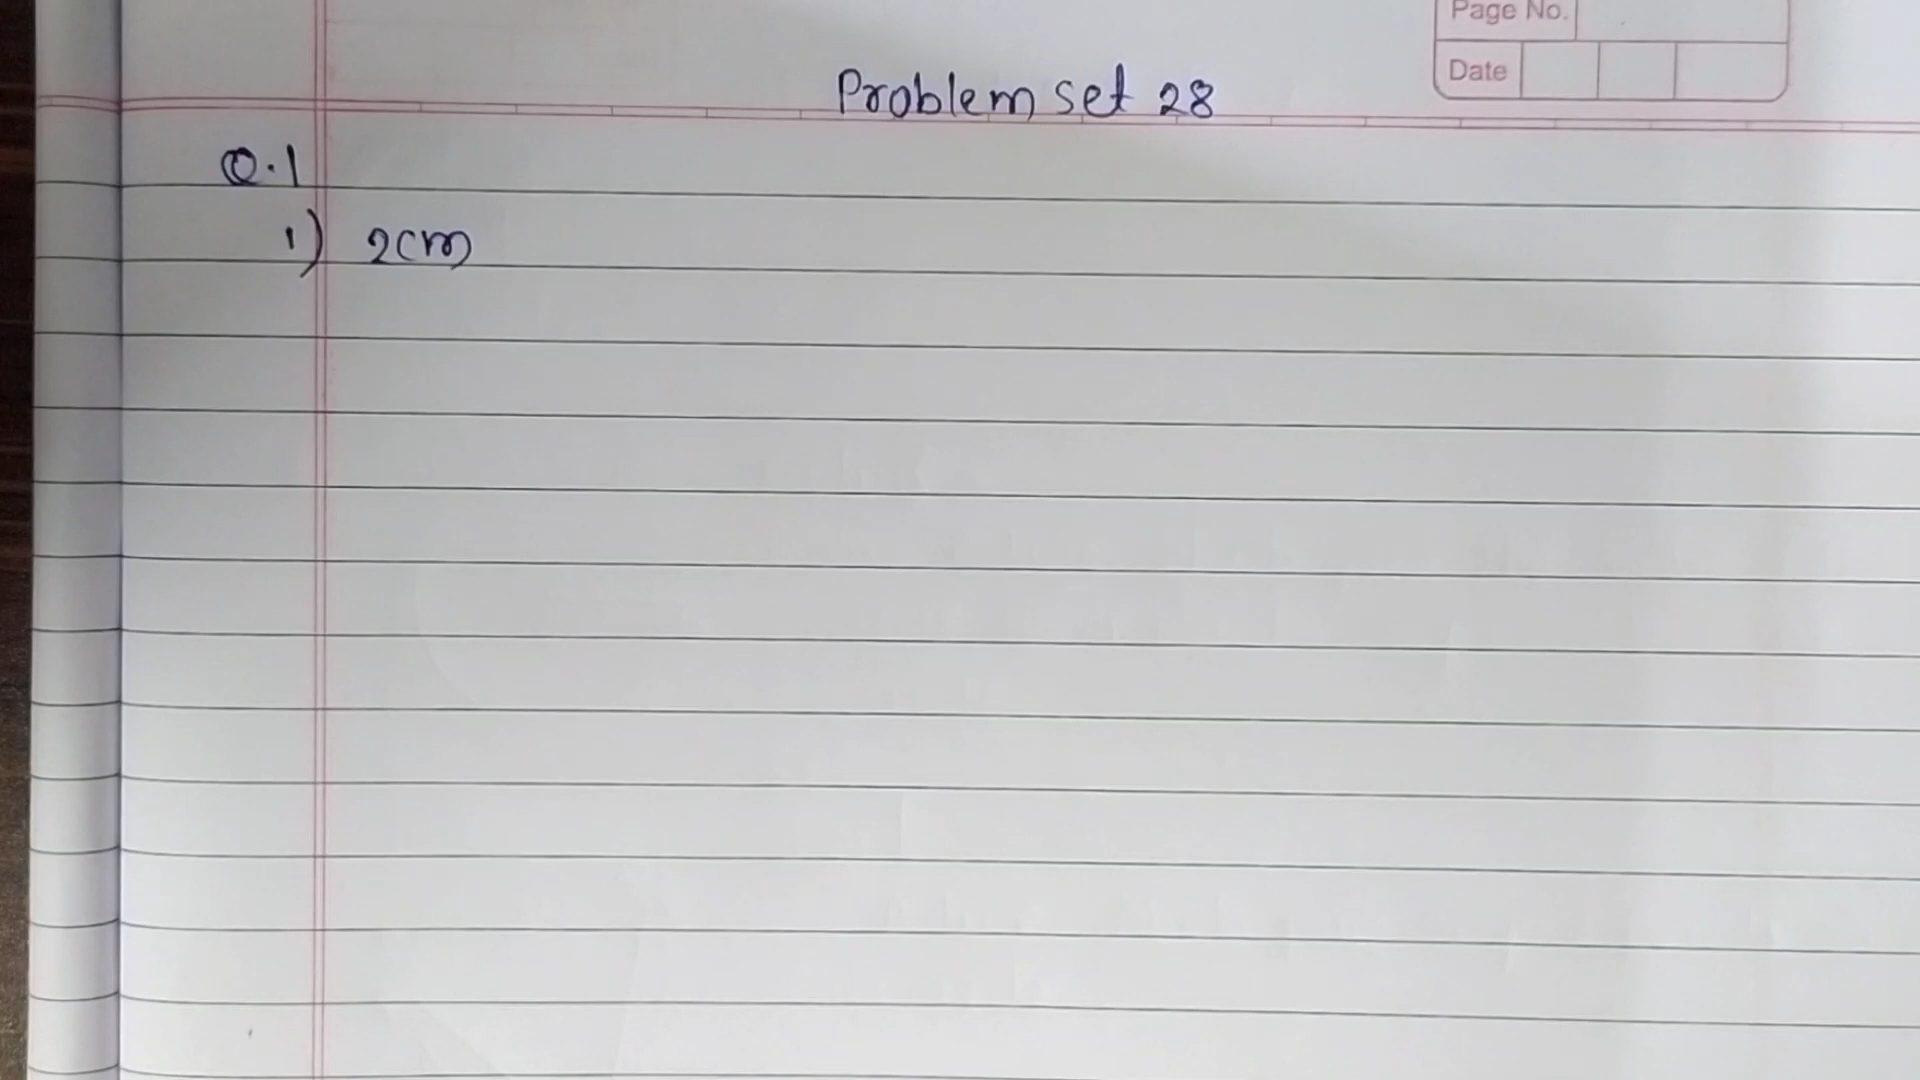 Page No.
Date
Problem set 28
Q.1
1) 2cm